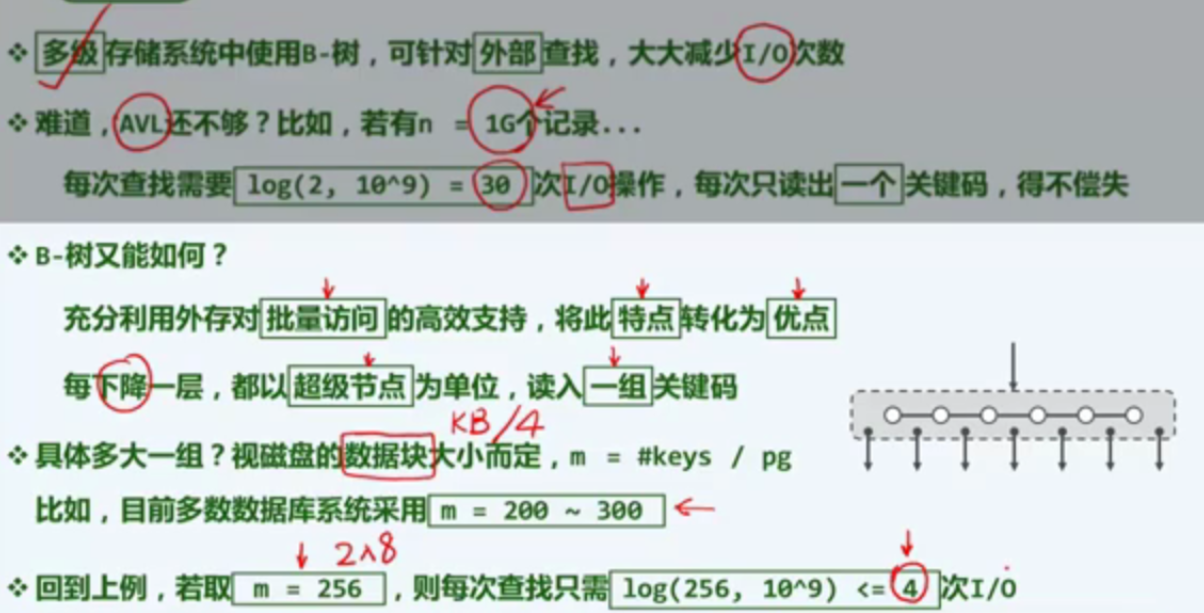 ❖ 多级存储系统中使用B-树，可针对外部查找，大大减少I/O次数
❖ 难道，AVL还不够？比如，若有n = 1G个记录...
每次查找需要 log(2, 10^9) = 30 次I/O操作，每次只读出一个关键码，得不偿失
❖ B-树又能如何？
充分利用外存对批量访问的高效支持，将此特点转化为优点
每下降一层，都以超级节点为单位，读入一组关键码
KB/4
❖ 具体多大一组？视磁盘的数据块大小而定，m = #keys / pg
比如，目前多数数据库系统采用 m = 200 ~ 300
2^8
❖ 回到上例，若取 m = 256 ，则每次查找只需 log(256, 10^9) <= 4 次I/O